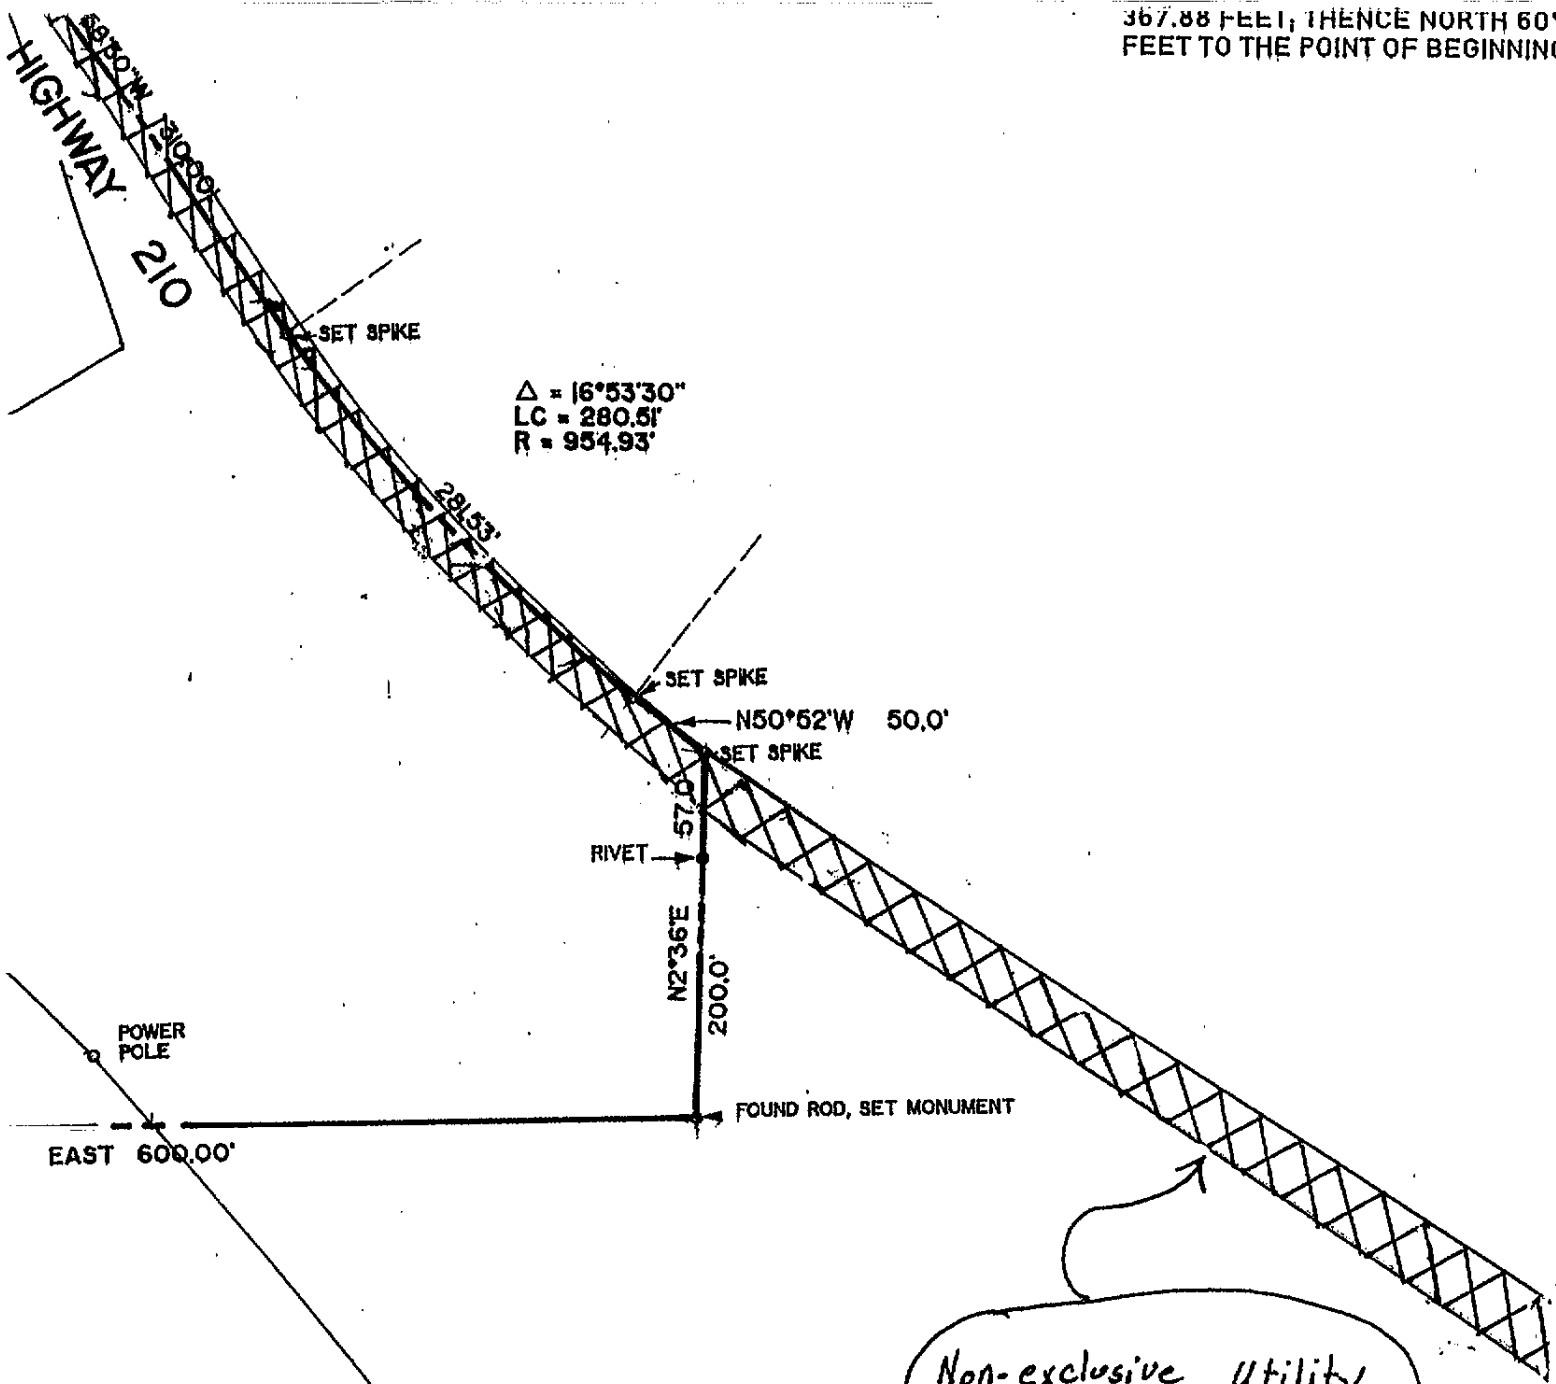 367.88 FEET; THENCE NORTH 60°
FEET TO THE POINT OF BEGINNING
HIGHWAY 210
310.00'
SET SPIKE
Δ = 16°53'30"
LC = 280.51'
R = 954.93'
281.53'
SET SPIKE
N50°52'W 50.0'
SET SPIKE
57.0'
RIVET
N2°36'E
200.0'
POWER
POLE
FOUND ROD, SET MONUMENT
EAST 600.00'
Non-exclusive Utility